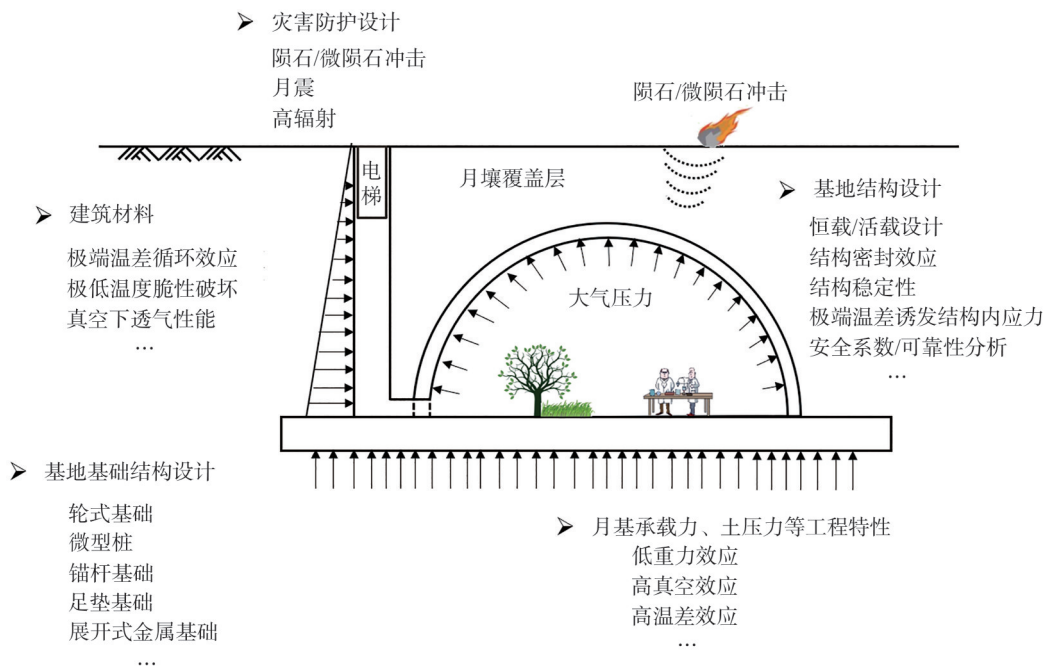 ➢ 灾害防护设计
陨石/微陨石冲击
月震
高辐射
陨石/微陨石冲击
电梯
月壤覆盖层
➢ 建筑材料
极端温差循环效应
极低温度脆性破坏
真空下透气性能
…
➢ 基地结构设计
恒载/活载设计
结构密封效应
结构稳定性
极端温差诱发结构内应力
安全系数/可靠性分析
…
大气压力
➢ 基地基础结构设计
轮式基础
微型桩
锚杆基础
足垫基础
展开式金属基础
…
➢ 月基承载力、土压力等工程特性
低重力效应
高真空效应
高温差效应
…